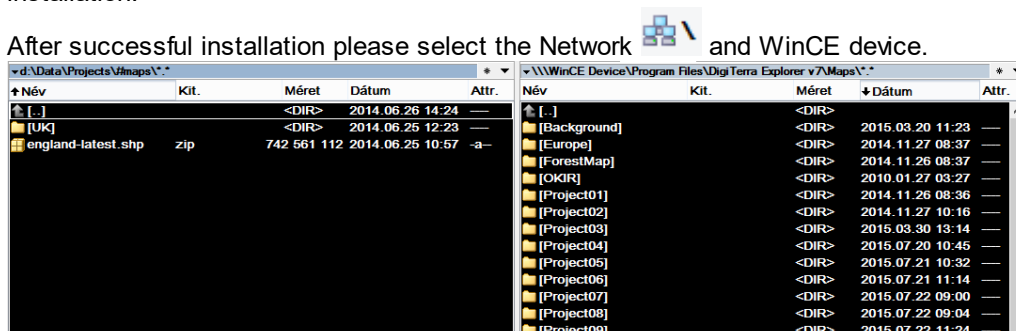 installation.
After successful installation please select the Network \ and WinCE device.
d:\Data\Projects\#maps\*.* * ▼
↑Név Kit. Méret Dátum Attr.
[..] <DIR> 2014.06.26 14:24 —
[UK] <DIR> 2014.06.25 12:23 —
england-latest.shp zip 742 561 112 2014.06.25 10:57 -a--
\\\WinCE Device\Program Files\DigiTerra Explorer v7\Maps\*.* *
Név Kit. Méret ↓Dátum Attr.
[..] <DIR>
[Background] <DIR> 2015.03.20 11:23 —
[Europe] <DIR> 2014.11.27 08:37 —
[ForestMap] <DIR> 2014.11.26 08:37 —
[OKIR] <DIR> 2010.01.27 03:27 —
[Project01] <DIR> 2014.11.26 08:36 —
[Project02] <DIR> 2014.11.27 10:16 —
[Project03] <DIR> 2015.03.30 13:14 —
[Project04] <DIR> 2015.07.20 10:45 —
[Project05] <DIR> 2015.07.21 10:32 —
[Project06] <DIR> 2015.07.21 11:14 —
[Project07] <DIR> 2015.07.22 09:00 —
[Project08] <DIR> 2015.07.22 09:04 —
[Project09] <DIR> 2015.07.22 11:24 —